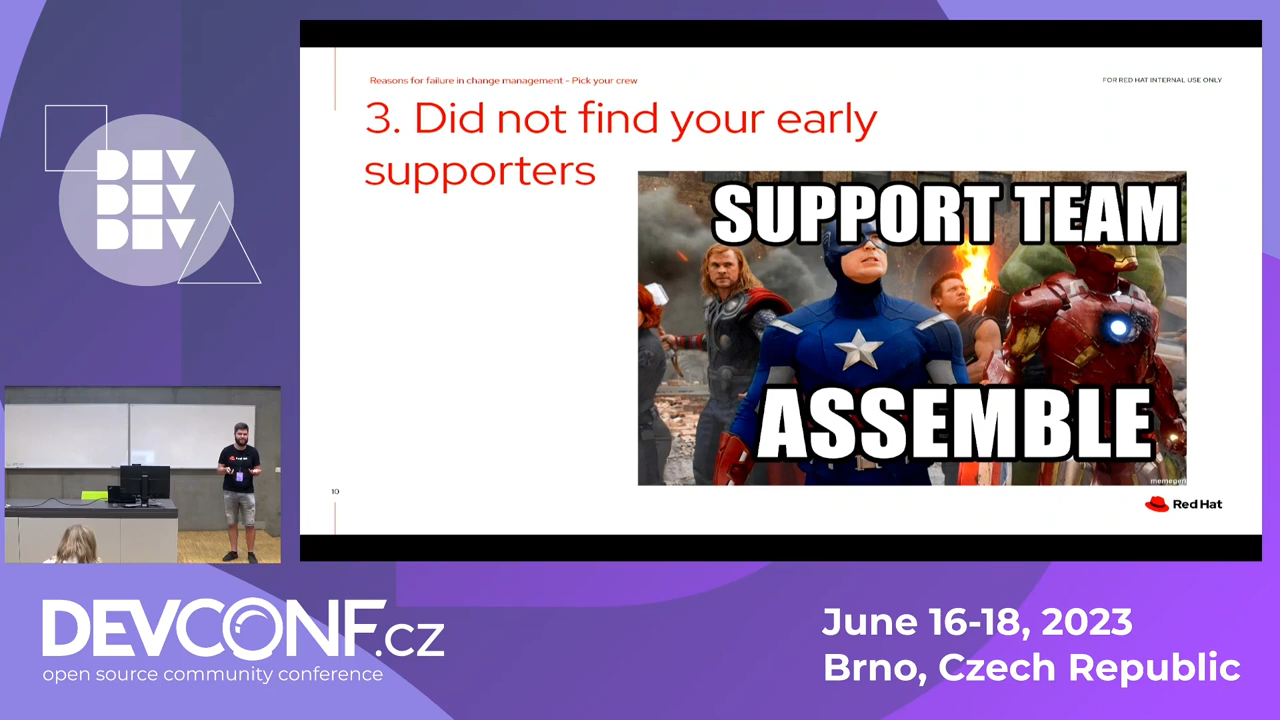 DEV
DEV
DEV
Reasons for failure in change management - Pick your crew
FOR RED HAT INTERNAL USE ONLY
3. Did not find your early
supporters
SUPPORT TEAM
ASSEMBLE
10
Red Hat
Red Hat
DEVCONF.cz
open source community conference
June 16-18, 2023
Brno, Czech Republic